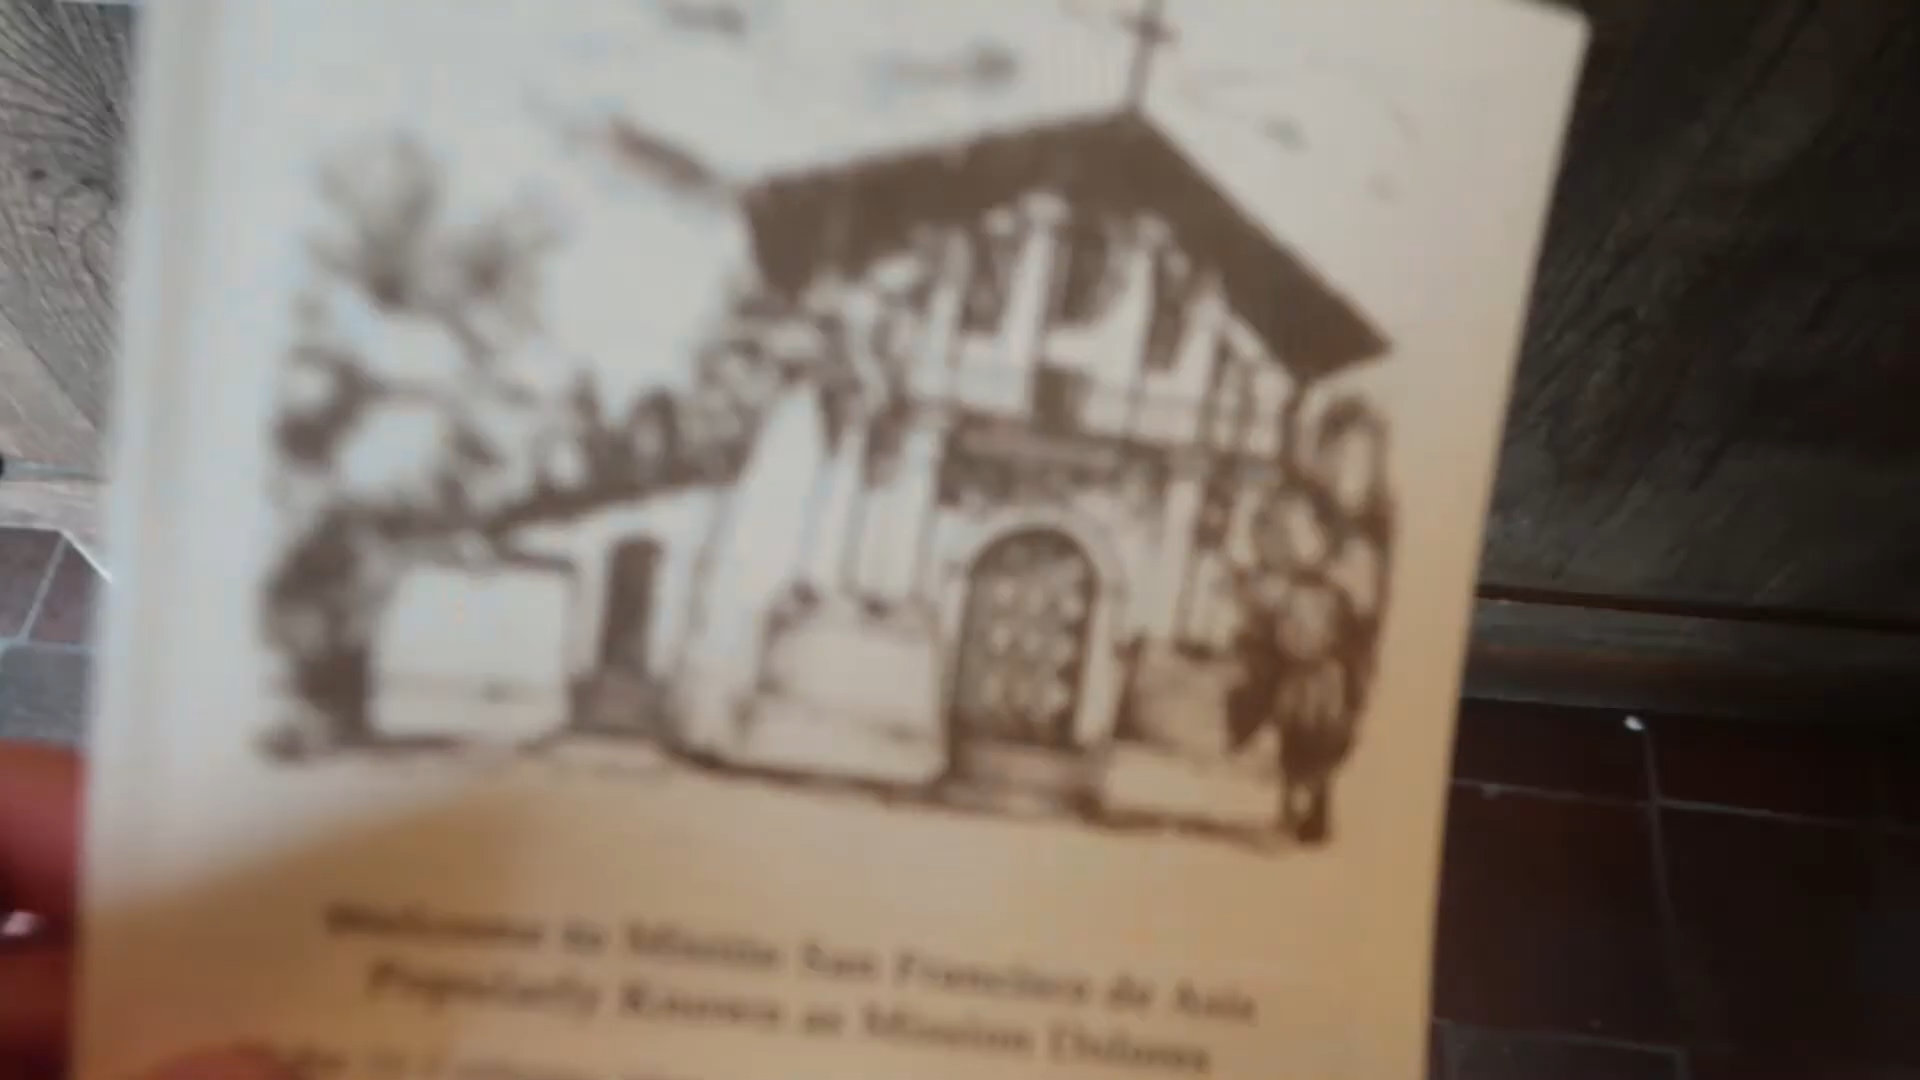 Welcome to Mission San Francisco de Asis
Popularly Known as Mission Dolores